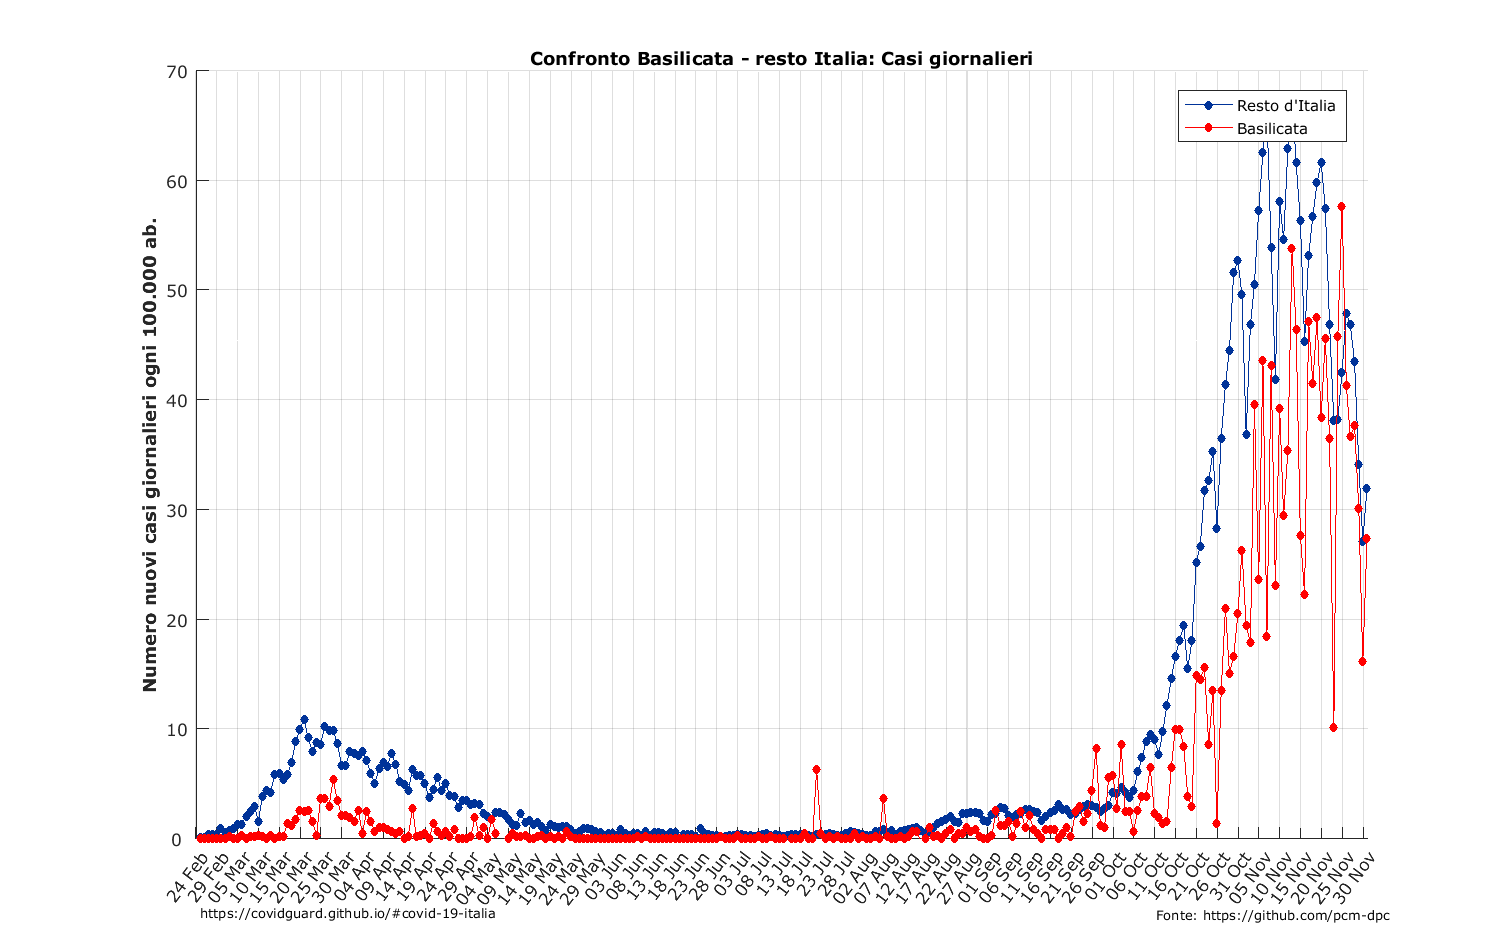 Confronto Basilicata - resto Italia: Casi giornalieri
Resto d'Italia
Basilicata
Numero nuovi casi giornalieri ogni 100.000 ab.
70
60
50
40
30
20
10
0
24 Feb
29 Feb
05 Mar
10 Mar
15 Mar
20 Mar
25 Mar
30 Mar
04 Apr
09 Apr
14 Apr
19 Apr
24 Apr
29 Apr
04 May
09 May
14 May
19 May
24 May
29 May
03 Jun
08 Jun
13 Jun
18 Jun
23 Jun
28 Jun
03 Jul
08 Jul
13 Jul
18 Jul
23 Jul
28 Jul
02 Aug
07 Aug
12 Aug
17 Aug
22 Aug
27 Aug
01 Sep
06 Sep
11 Sep
16 Sep
21 Sep
26 Sep
01 Oct
06 Oct
11 Oct
16 Oct
21 Oct
26 Oct
31 Oct
05 Nov
10 Nov
15 Nov
20 Nov
25 Nov
30 Nov
https://covidguard.github.io/#covid-19-italia
Fonte: https://github.com/pcm-dpc